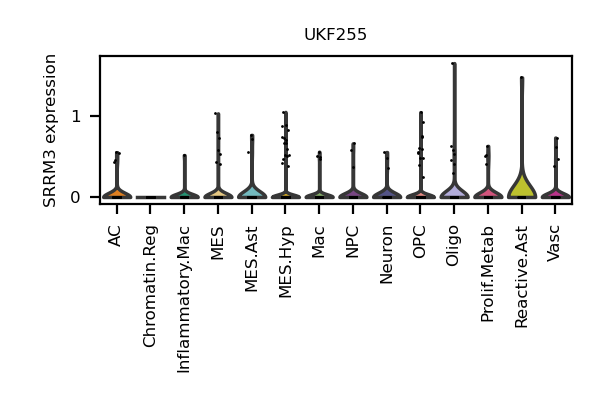 UKF255
SRRM3 expression
1
0
AC
Chromatin.Reg
Inflammatory.Mac
MES
MES.Ast
MES.Hyp
Mac
NPC
Neuron
OPC
Oligo
Prolif.Metab
Reactive.Ast
Vasc